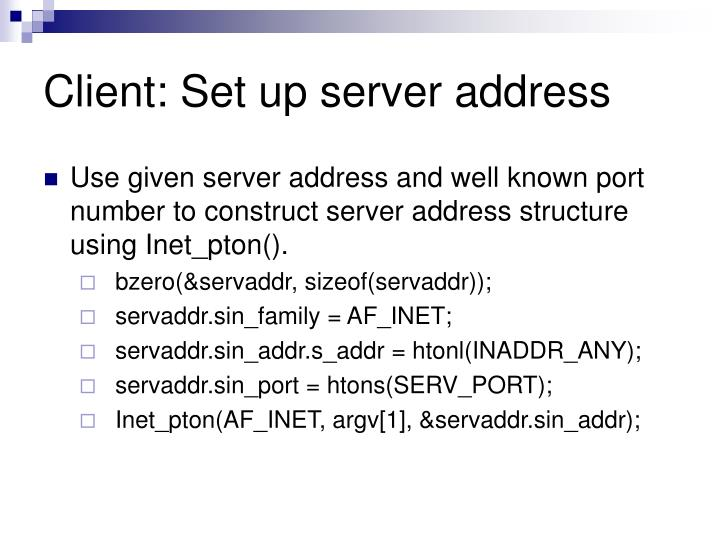 Client: Set up server address
Use given server address and well known port
number to construct server address structure
using Inet_pton().
bzero(&servaddr, sizeof(servaddr));
servaddr.sin_family = AF_INET;
servaddr.sin_addr.s_addr = htonl(INADDR_ANY);
servaddr.sin_port = htons(SERV_PORT);
Inet_pton(AF_INET, argv[1], &servaddr.sin_addr);